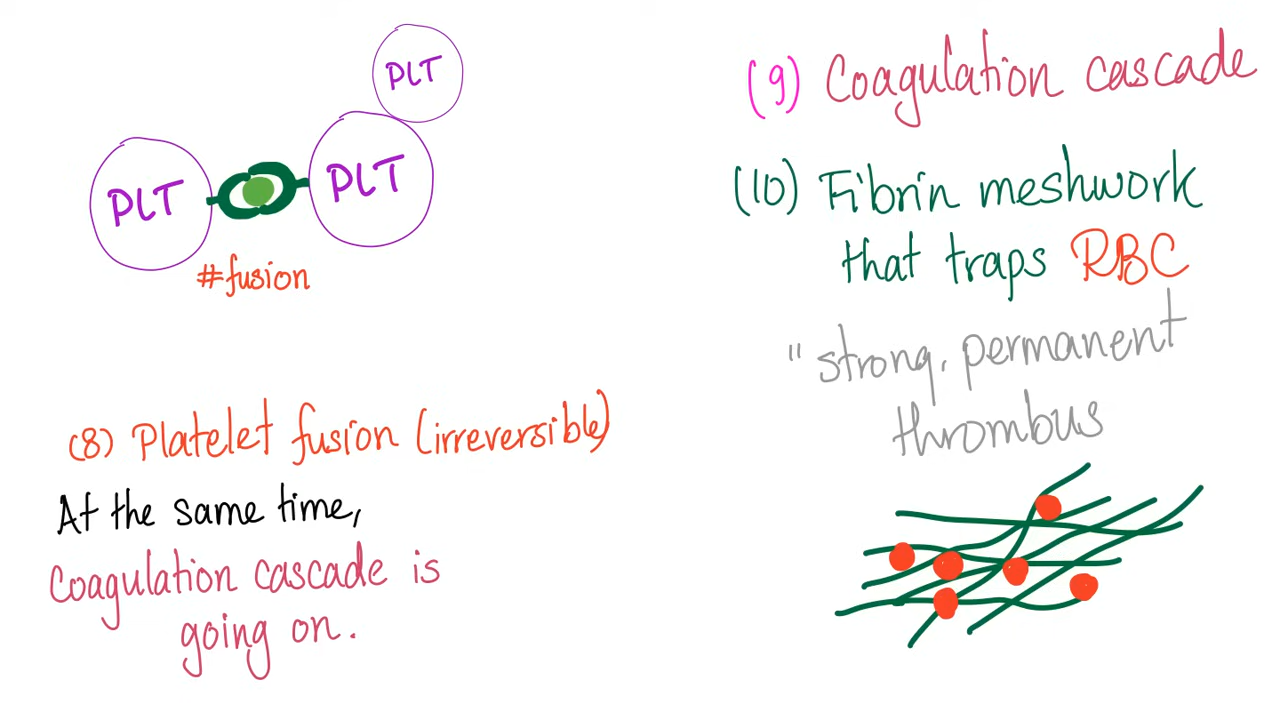 PLT
PLT
PLT
#fusion
(8) Platelet fusion (irreversible)
At the same time,
Coagulation cascade is
going on.
(9) Coagulation cascade
(10) Fibrin meshwork
that traps RBC
"strong, permanent
thrombus